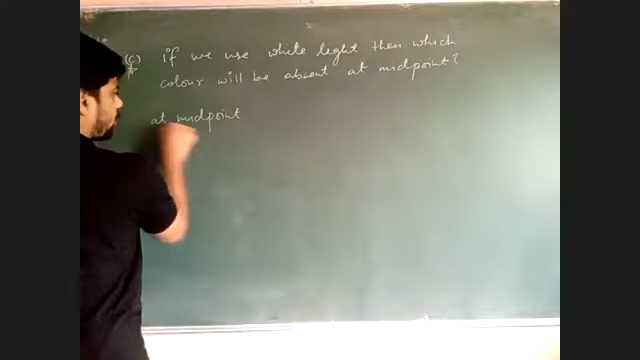 (c) If we use white light then which
colour will be absent at midpoint?
at midpoint